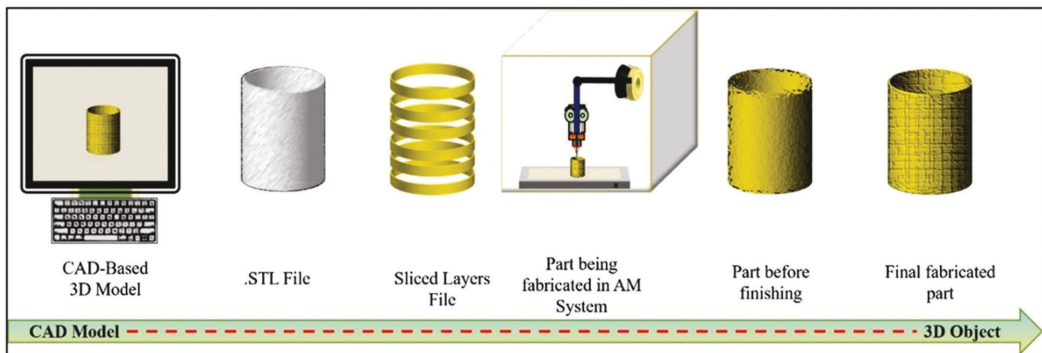 CAD-Based
3D Model
.STL File
Sliced Layers
File
Part being
fabricated in AM
System
Part before
finishing
Final fabricated
part
CAD Model
3D Object